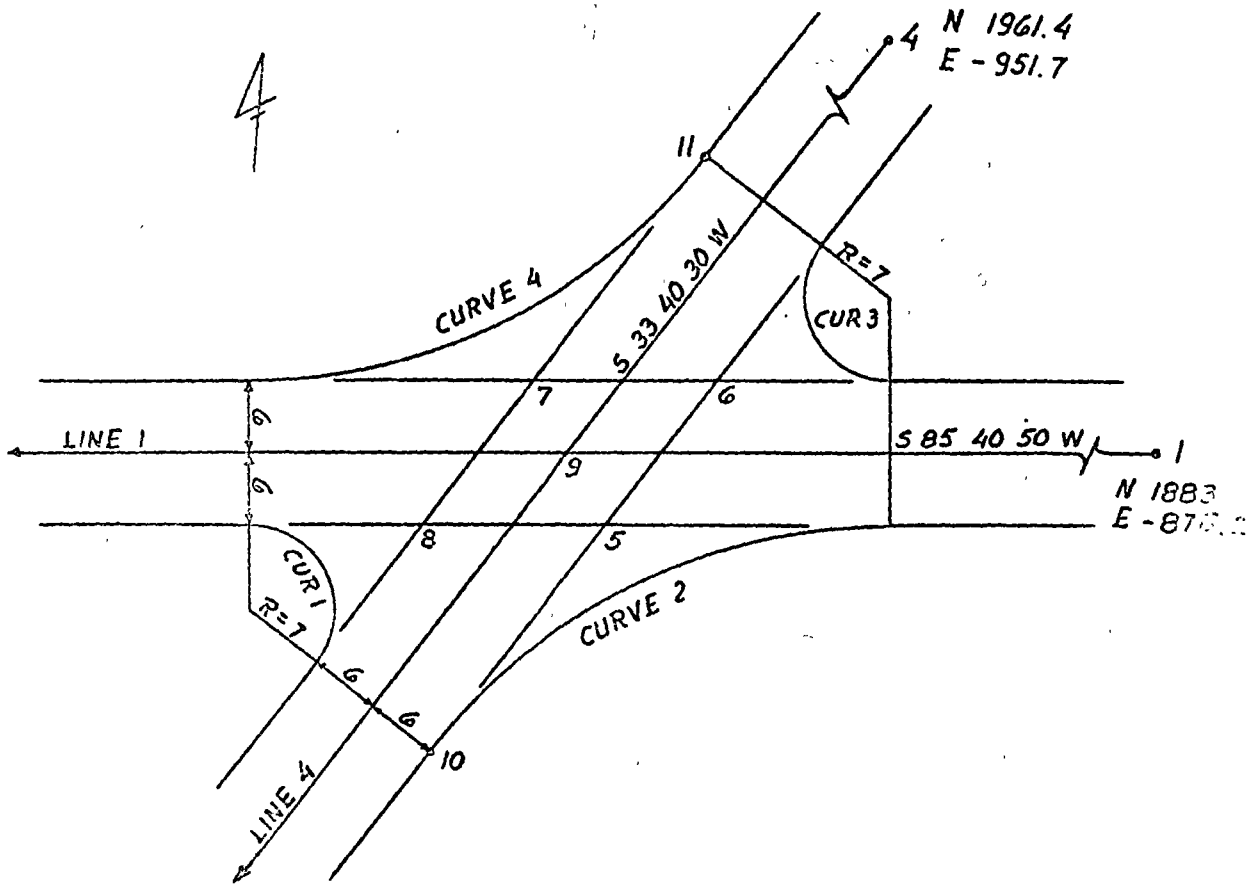 4
N 1961.4
E - 951.7
11
R=7
S 33 40 30 W
CURVE 4
CUR 3
7
6
6
LINE 1
9
S 85 40 50 W
1
N 1883
6
8
5
CUR 1
R=7
CURVE 2
6
6
10
LINE 4